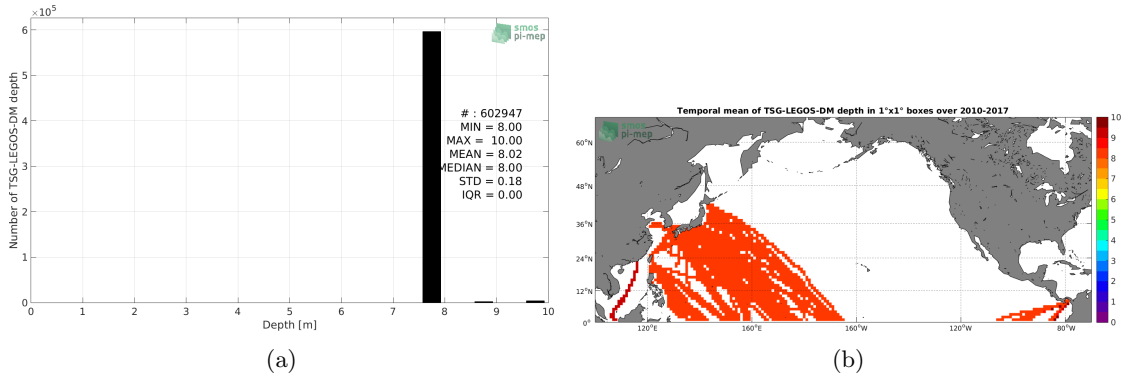 ×10⁵
smos
pi-mep
6
5
4
3
2
1
0
Number of TSG-LEGOS-DM depth
# : 602947
MIN = 8.00
MAX = 10.00
MEAN = 8.02
MEDIAN = 8.00
STD = 0.18
IQR = 0.00
0 1 2 3 4 5 6 7 8 9 10
Depth [m]
(a)
Temporal mean of TSG-LEGOS-DM depth in 1°x1° boxes over 2010-2017
smos
pi-mep
60°N
48°N
36°N
24°N
12°N
0°
120°E 160°E 160°W 120°W 80°W
10
9
8
7
6
5
4
3
2
1
0
(b)